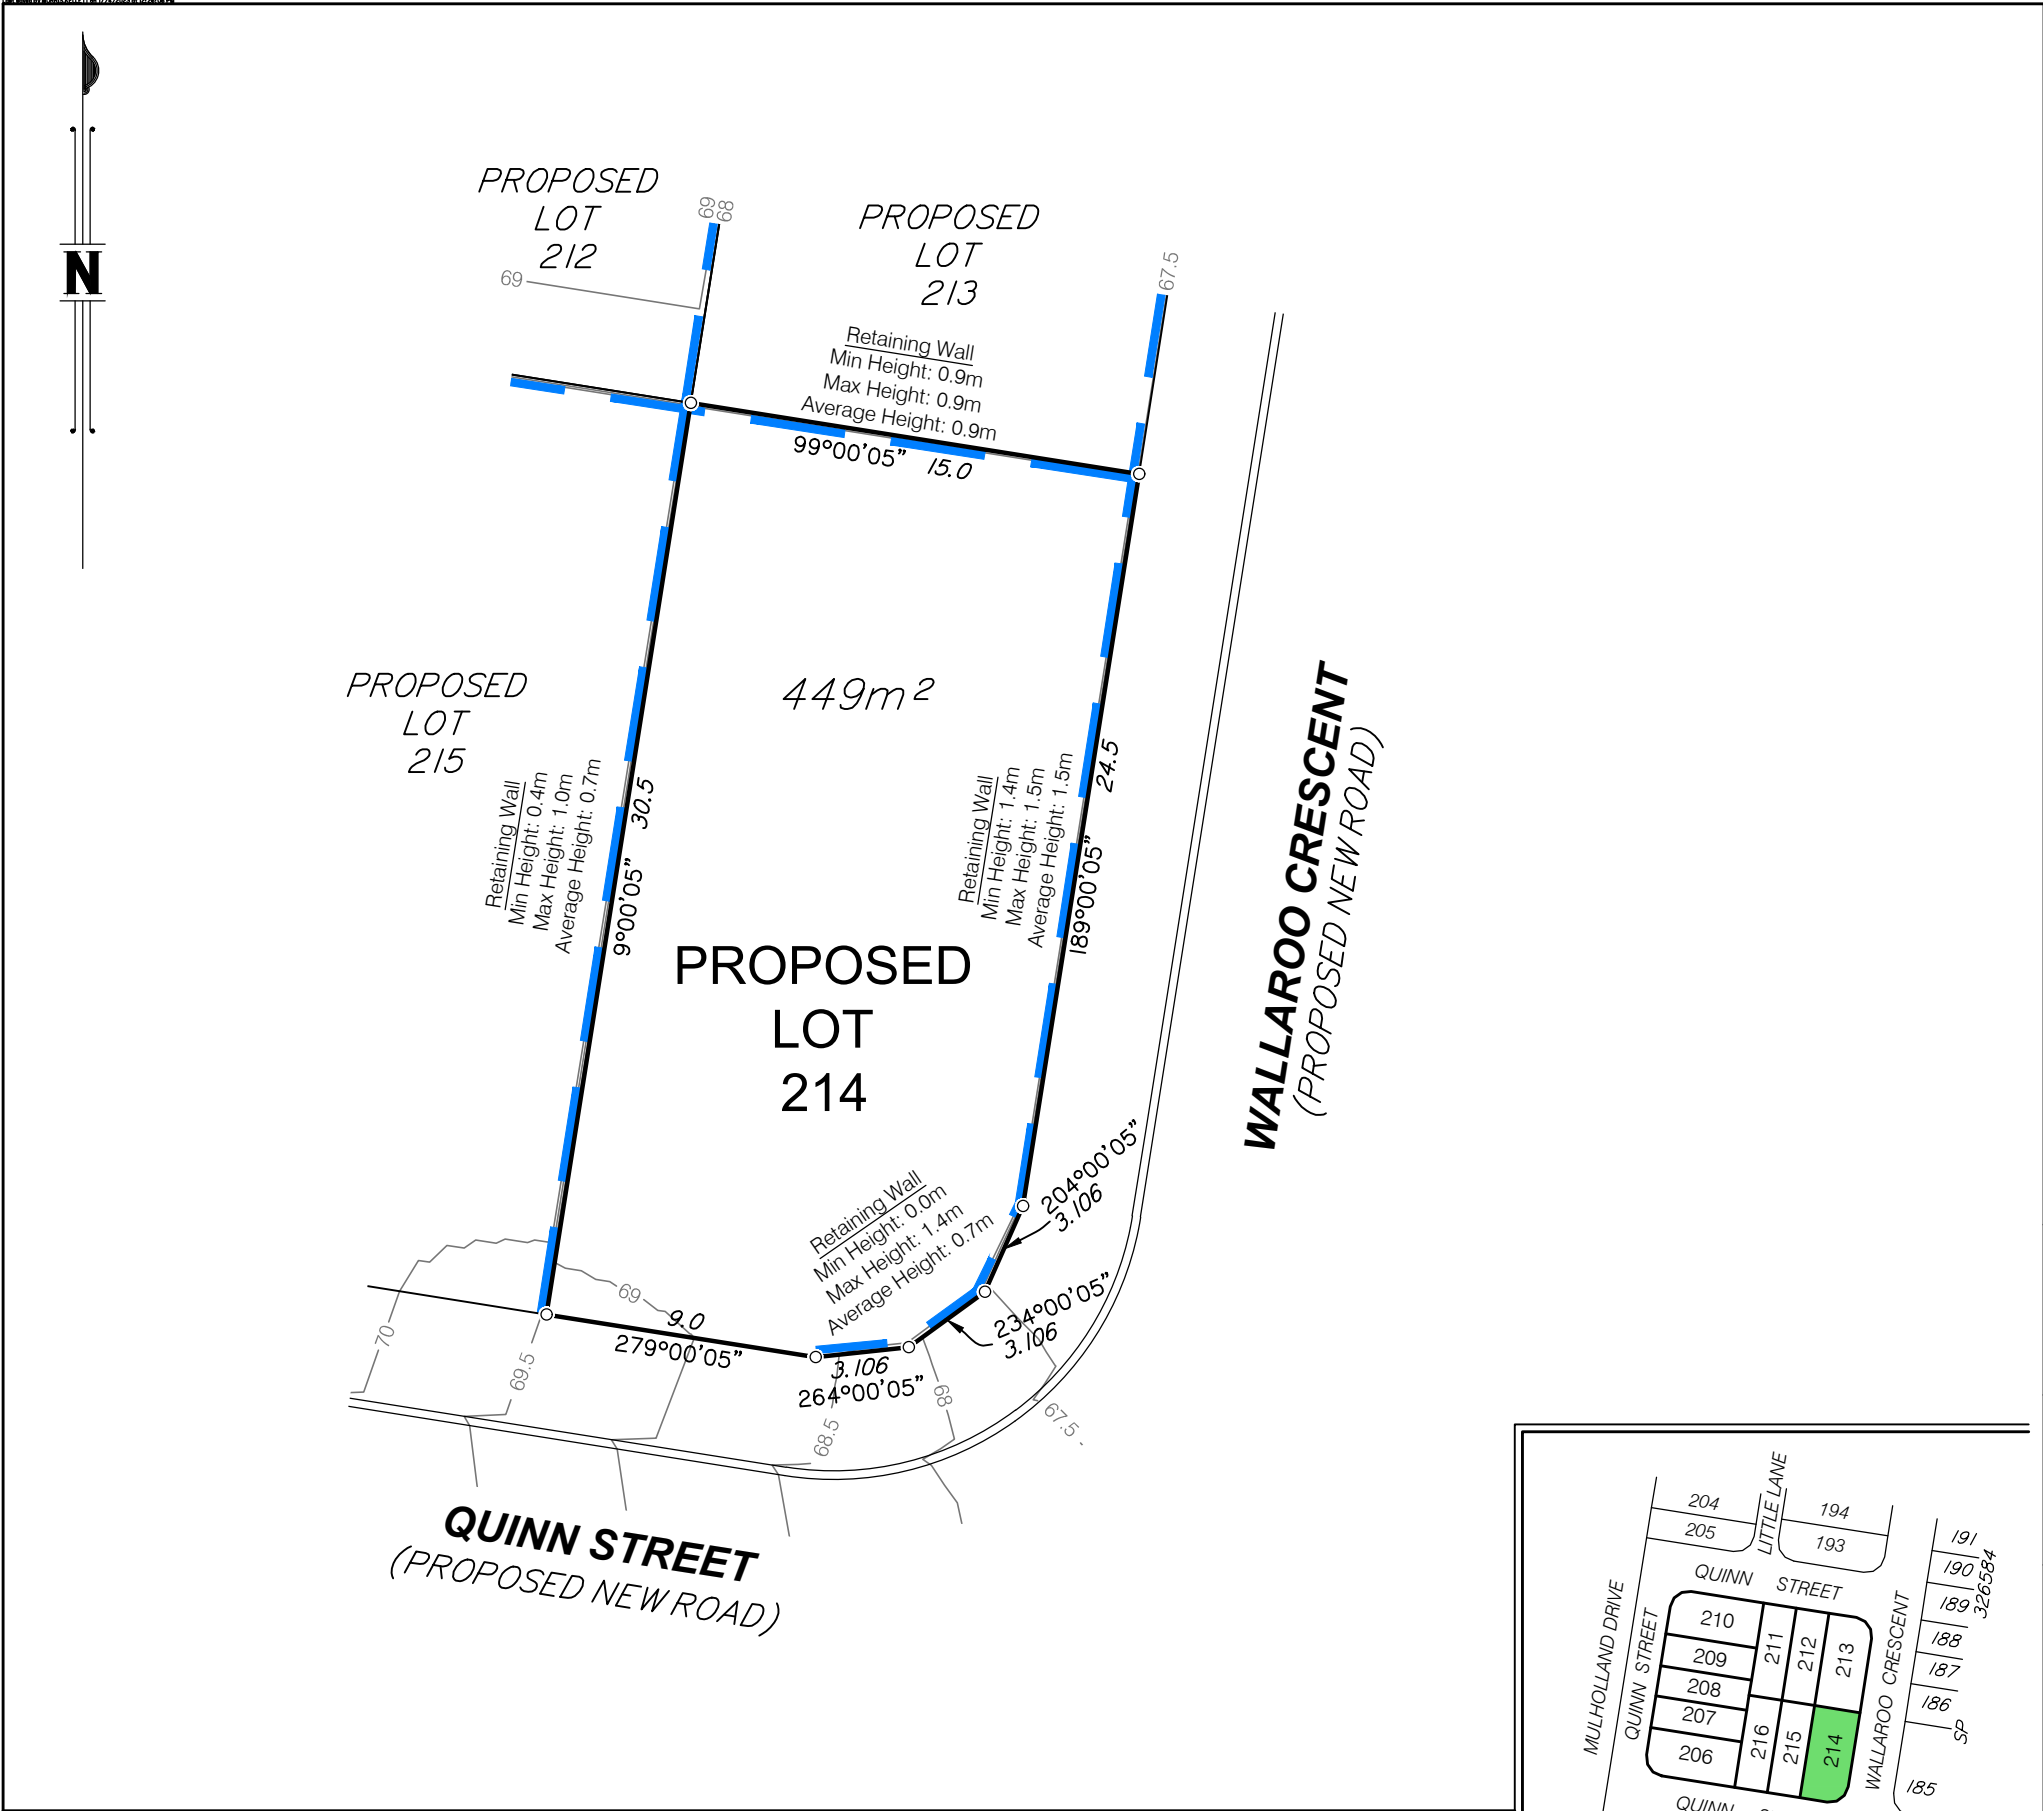 N
PROPOSED
LOT
212
69
68
69
PROPOSED
LOT
213
67.5
Retaining Wall
Min Height: 0.9m
Max Height: 0.9m
Average Height: 0.9m
99°00'05" 15.0
449m²
PROPOSED
LOT
215
Retaining Wall
Min Height: 0.4m
Max Height: 1.0m
Average Height: 0.7m
9°00'05" 30.5
Retaining Wall
Min Height: 1.4m
Max Height: 1.5m
Average Height: 1.5m
189°00'05" 24.5
WALLAROO CRESCENT
(PROPOSED NEW ROAD)
PROPOSED
LOT
214
Retaining Wall
Min Height: 0.0m
Max Height: 1.4m
Average Height: 0.7m
204°00'05"
3.106
234°00'05"
3.106
3.106
264°00'05"
9.0
279°00'05"
69
70
69.5
68.5
68
67.5
QUINN STREET
(PROPOSED NEW ROAD)
204
205
LITTLE LANE
194
193
191
190
189
188
187
186
185
SP 326584
QUINN STREET
MULHOLLAND DRIVE
QUINN STREET
210
209
208
207
206
211
212
213
216
215
214
WALLAROO CRESCENT
QUINN